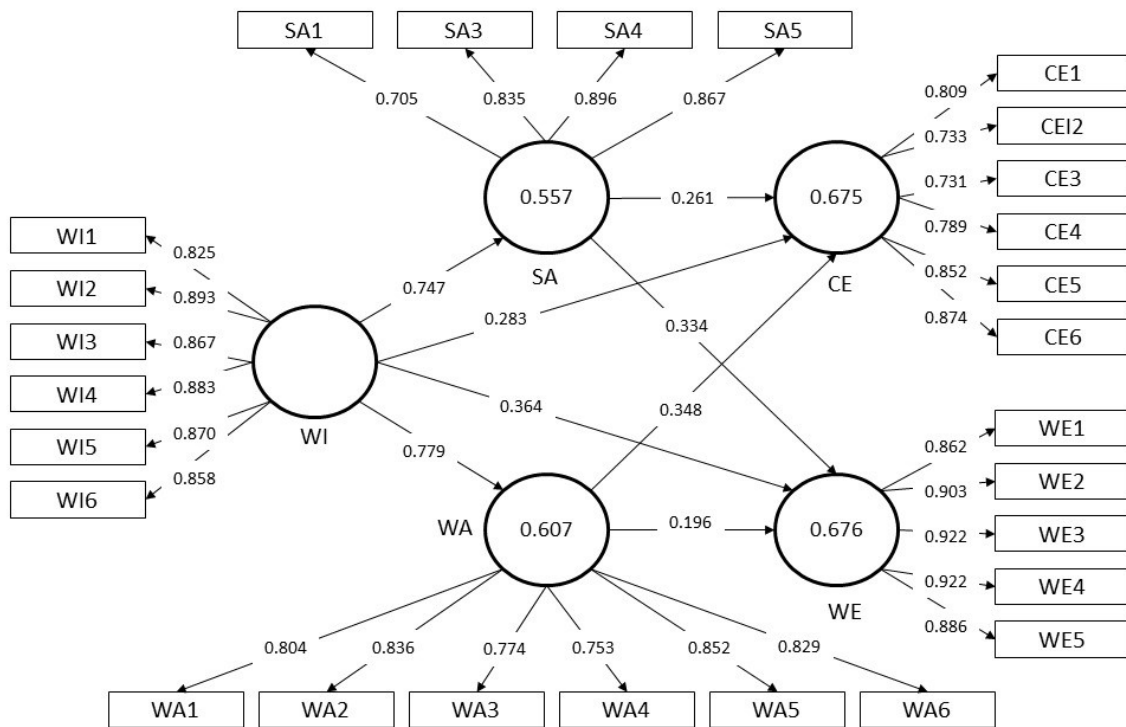 SA1 SA3 SA4 SA5
0.705 0.835 0.896 0.867
CE1
0.809
CEI2
0.733
CE3
0.731
CE4
0.789
CE5
0.852
CE6
0.874
0.557
SA
0.261
0.675
CE
WI1
0.825
WI2
0.893
WI3
0.867
WI4
0.883
WI5
0.870
WI6
0.858
WI
0.747
0.283
0.334
0.364
0.348
0.779
WA
0.607
0.196
0.676
WE
WE1
0.862
WE2
0.903
WE3
0.922
WE4
0.922
WE5
0.886
0.804 0.836 0.774 0.753 0.852 0.829
WA1 WA2 WA3 WA4 WA5 WA6